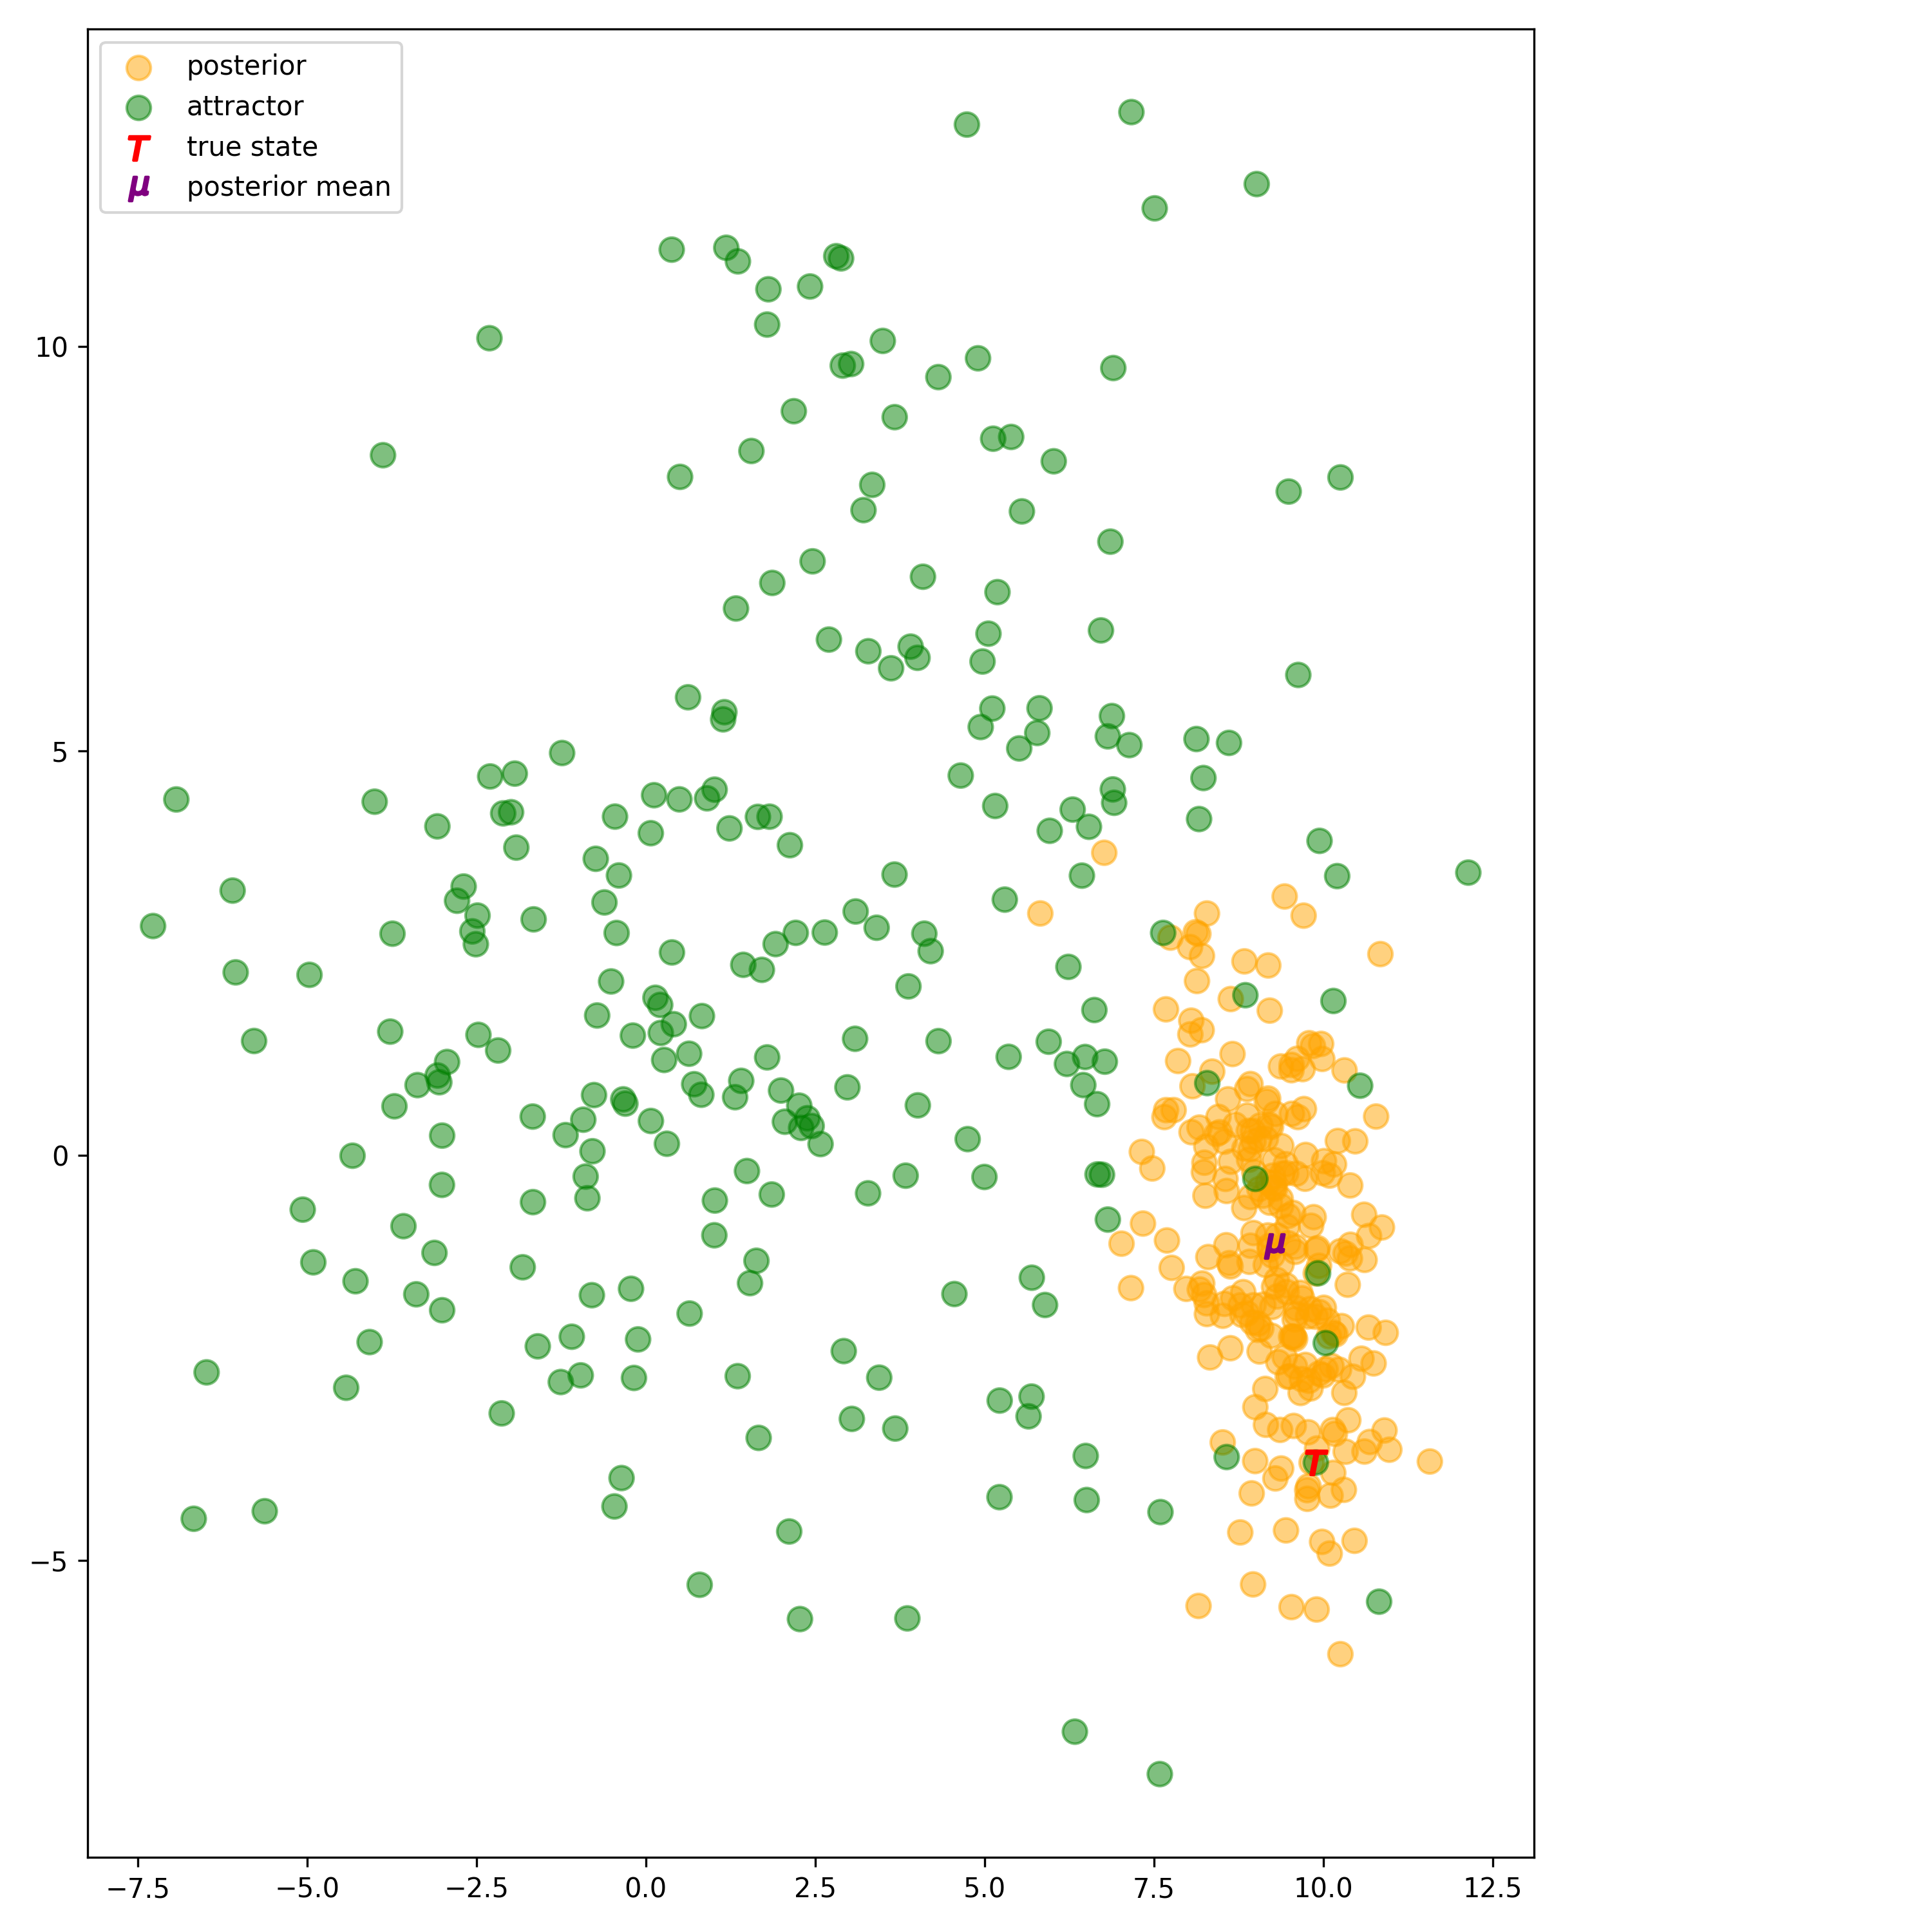 posterior
attractor
T true state
μ posterior mean
10
5
0
−5
μ
T
−7.5 −5.0 −2.5 0.0 2.5 5.0 7.5 10.0 12.5